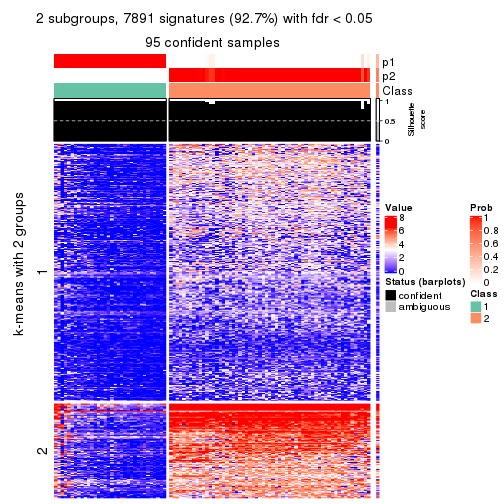 2 subgroups, 7891 signatures (92.7%) with fdr < 0.05
95 confident samples
p1
p2
Class
1
0.5
0
Silhouette
score
k-means with 2 groups
1
2
Value
8
6
4
2
0
Status (barplots)
confident
ambiguous
Prob
1
0.8
0.6
0.4
0.2
0
Class
1
2